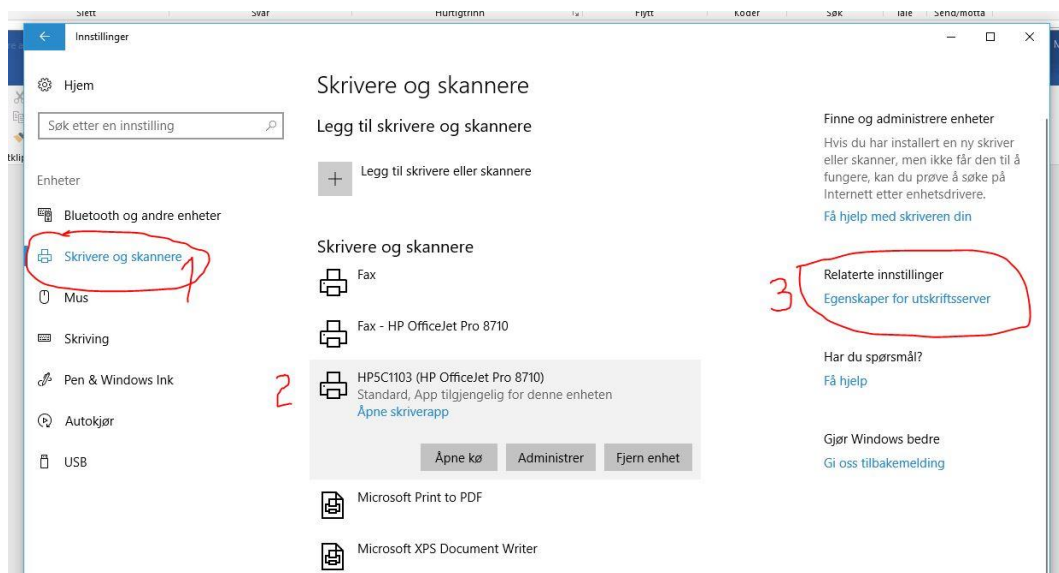 Slett Svar Hurtigtrinn Flytt Koder Søk Tale Send/motta
Innstillinger
Hjem
Søk etter en innstilling
Enheter
Bluetooth og andre enheter
Skrivere og skannere
1
Mus
Skriving
Pen & Windows Ink
Autokjør
USB
Skrivere og skannere
Legg til skrivere og skannere
Legg til skrivere eller skannere
Skrivere og skannere
Fax
Fax - HP OfficeJet Pro 8710
2
HP5C1103 (HP OfficeJet Pro 8710)
Standard, App tilgjengelig for denne enheten
Åpne skriverapp
Åpne kø Administrer Fjern enhet
Microsoft Print to PDF
Microsoft XPS Document Writer
Finne og administrere enheter
Hvis du har installert en ny skriver
eller skanner, men ikke får den til å
fungere, kan du prøve å søke på
Internett etter enhetsdrivere.
Få hjelp med skriveren din
3
Relaterte innstillinger
Egenskaper for utskriftsserver
Har du spørsmål?
Få hjelp
Gjør Windows bedre
Gi oss tilbakemelding